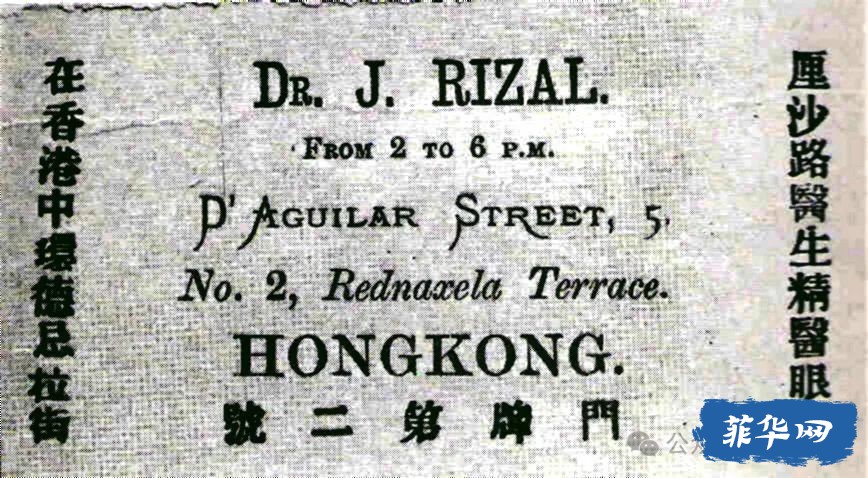 厘沙路醫生精醫眼
DR. J. RIZAL.
FROM 2 TO 6 P.M.
D'AGUILAR STREET, 5,
No. 2, Rednaxela Terrace.
HONGKONG.
門牌第二號
在香港中環德忌拉街
公
菲华网